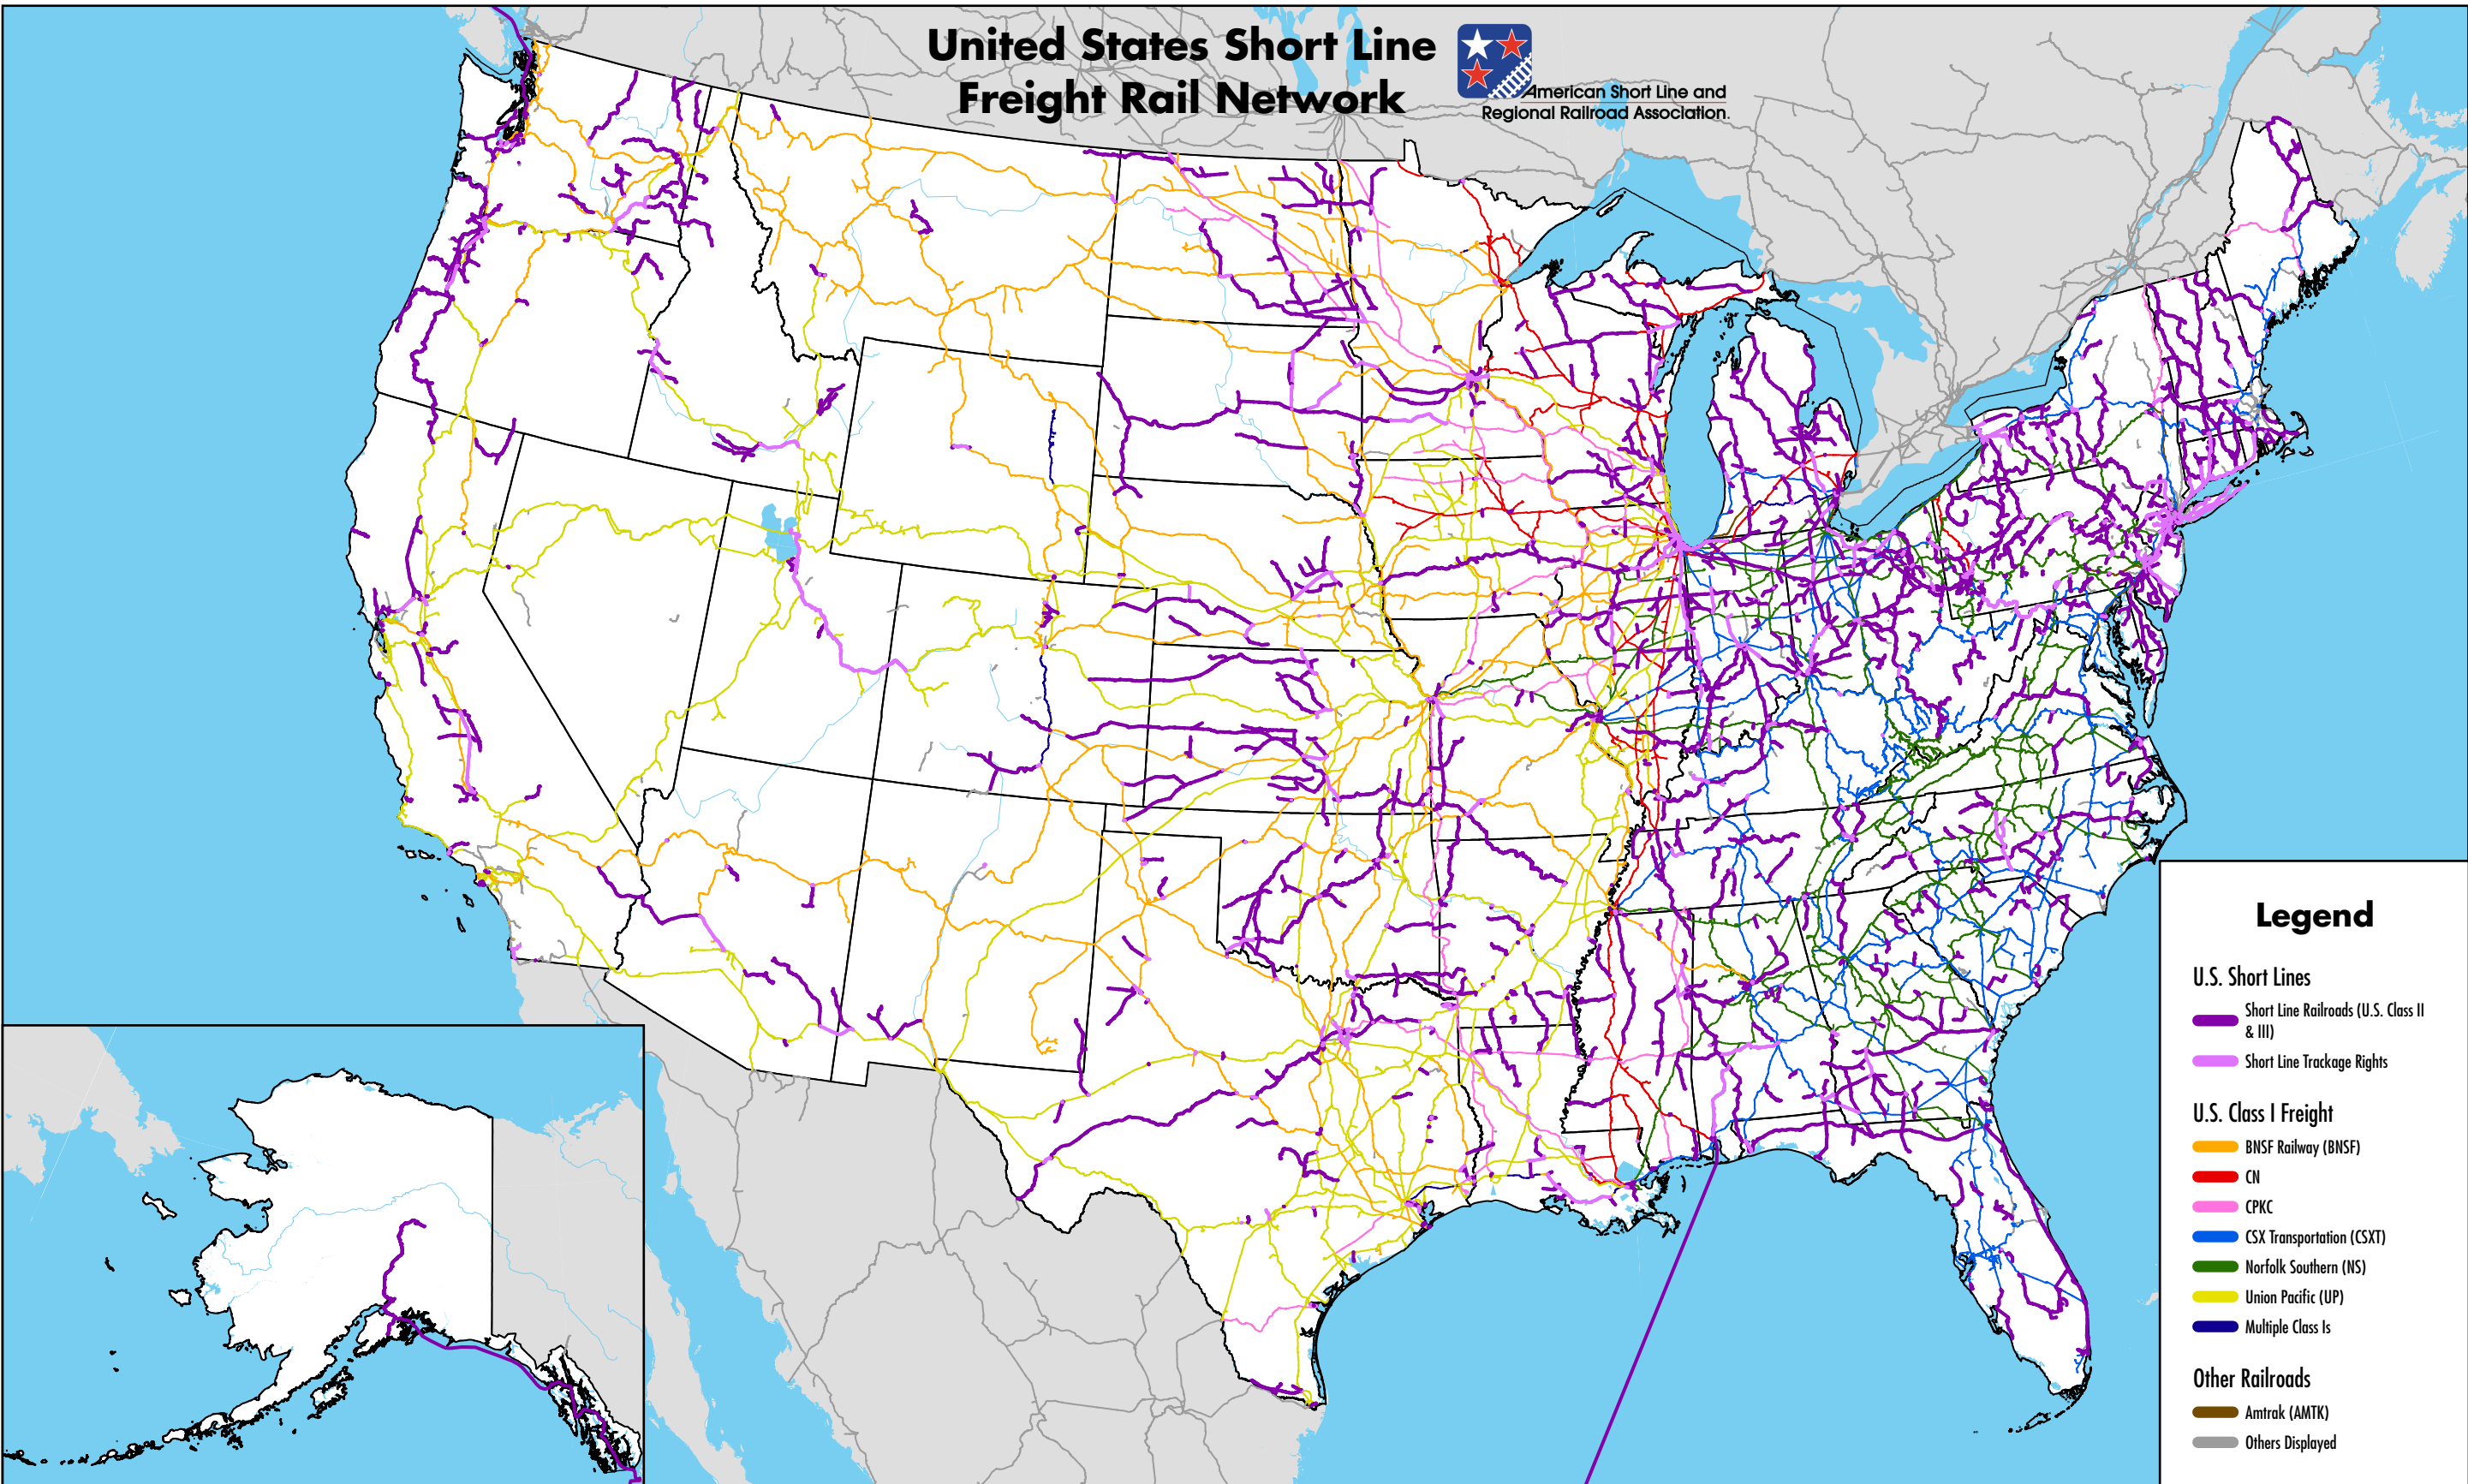 United States Short Line
Freight Rail Network
American Short Line and
Regional Railroad Association.
Legend
U.S. Short Lines
Short Line Railroads (U.S. Class II
& III)
Short Line Trackage Rights
U.S. Class I Freight
BNSF Railway (BNSF)
CN
CPKC
CSX Transportation (CSXT)
Norfolk Southern (NS)
Union Pacific (UP)
Multiple Class Is
Other Railroads
Amtrak (AMTK)
Others Displayed